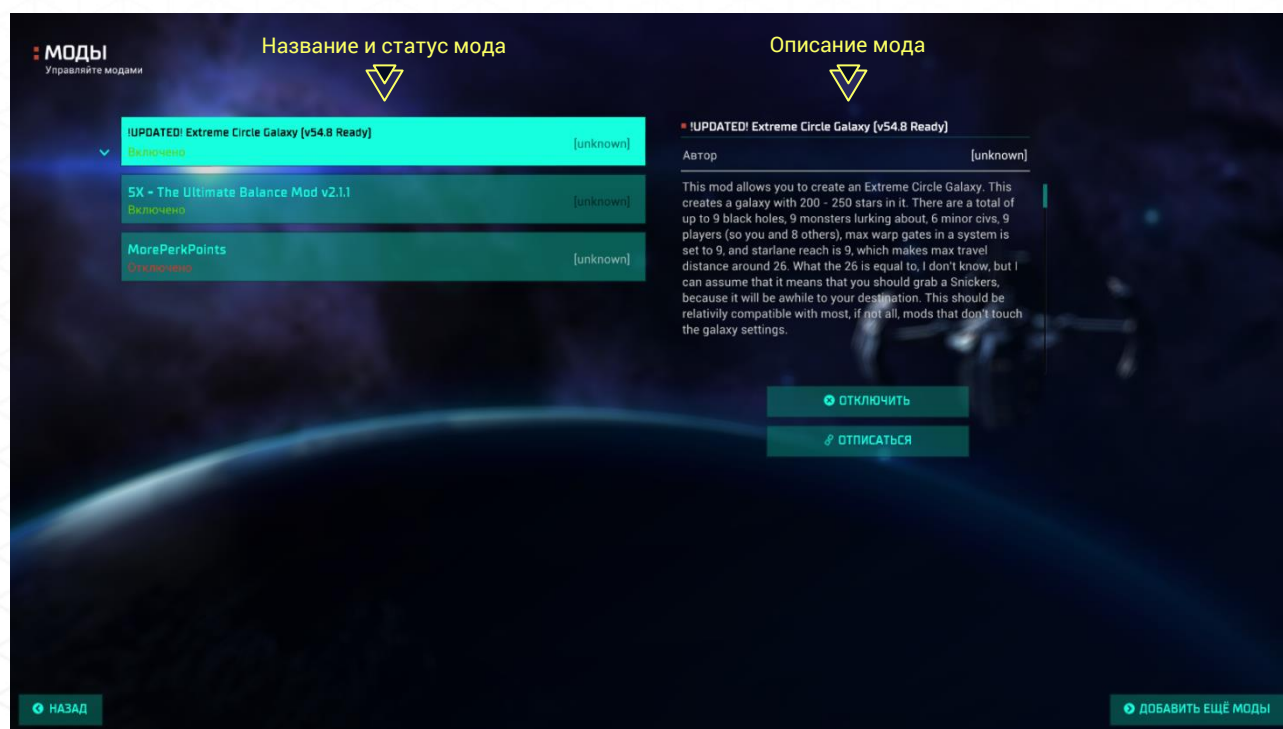 МОДЫ
Управляйте модами
Название и статус мода
Описание мода
!UPDATED! Extreme Circle Galaxy [v54.8 Ready]
Включено
[unknown]
5X - The Ultimate Balance Mod v2.1.1
Включено
[unknown]
MorePerkPoints
Отключено
[unknown]
!UPDATED! Extreme Circle Galaxy [v54.8 Ready]
Автор
[unknown]
This mod allows you to create an Extreme Circle Galaxy. This
creates a galaxy with 200 - 250 stars in it. There are a total of
up to 9 black holes, 9 monsters lurking about, 6 minor civs, 9
players (so you and 8 others), max warp gates in a system is
set to 9, and starlane reach is 9, which makes max travel
distance around 26. What the 26 is equal to, I don't know, but I
can assume that it means that you should grab a Snickers,
because it will be awhile to your destination. This should be
relativily compatible with most, if not all, mods that don't touch
the galaxy settings.
ОТКЛЮЧИТЬ
ОТПИСАТЬСЯ
НАЗАД
ДОБАВИТЬ ЕЩЁ МОДЫ